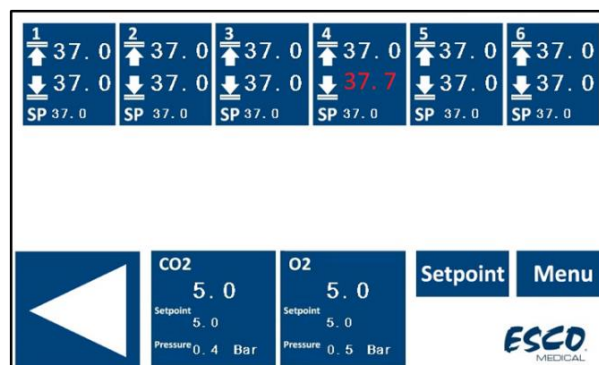 1 2 3 4 5 6
37.0 37.0 37.0 37.0 37.0 37.0
37.0 37.0 37.0 37.7 37.0 37.0
SP 37.0 SP 37.0 SP 37.0 SP 37.0 SP 37.0 SP 37.0
CO2
5.0
Setpoint
5.0
Pressure 0.4 Bar
O2
5.0
Setpoint
5.0
Pressure 0.5 Bar
Setpoint
Menu
ESCO
MEDICAL